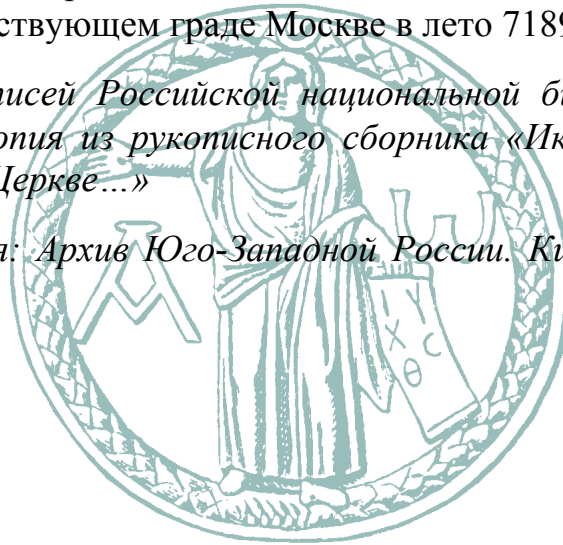 ствующем граде Москве в лето 7189
писей Российской национальной би
опия из рукописного сборника «Ик
Церкве…»
я: Архив Юго-Западной России. Ки
Α Ω
Ι Υ
Χ С
Θ